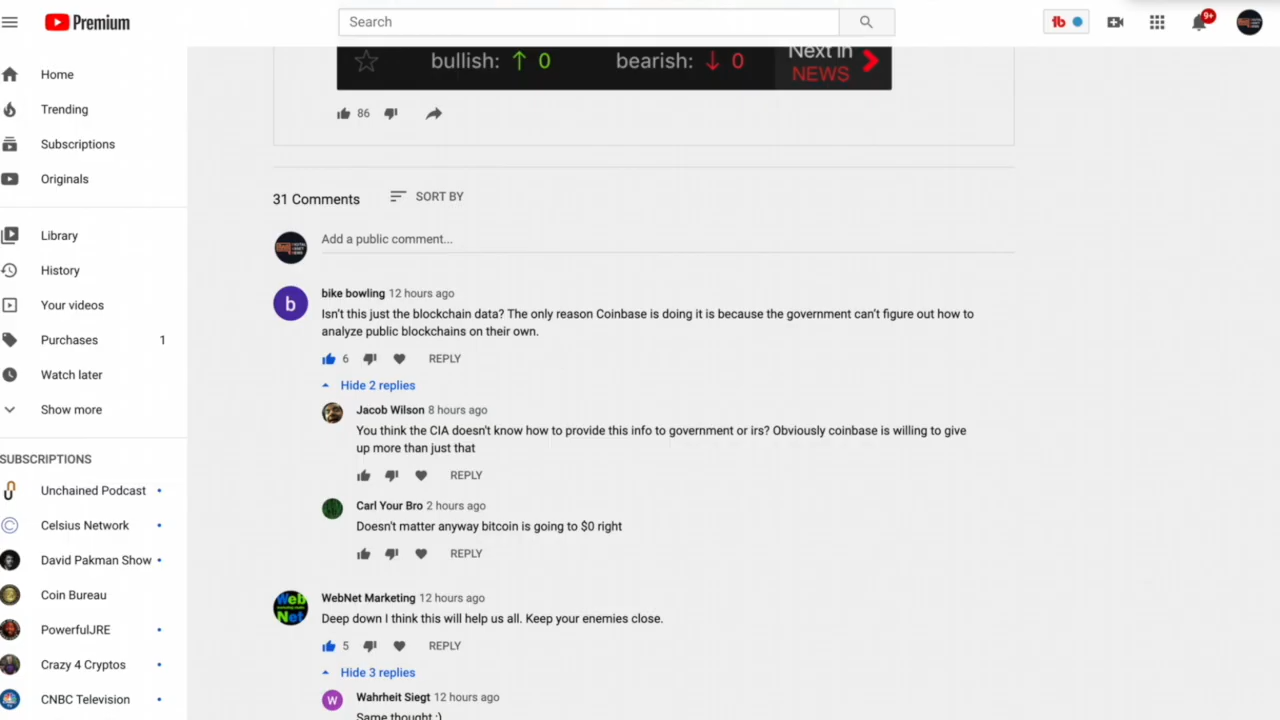 Premium
Search
tb
9+
bullish: ↑ 0
bearish: ↓ 0
Next in
NEWS
86
Home
Trending
Subscriptions
Originals
Library
History
Your videos
Purchases 1
Watch later
Show more
SUBSCRIPTIONS
Unchained Podcast
Celsius Network
David Pakman Show
Coin Bureau
PowerfulJRE
Crazy 4 Cryptos
CNBC Television
31 Comments
SORT BY
Add a public comment...
b
bike bowling 12 hours ago
Isn't this just the blockchain data? The only reason Coinbase is doing it is because the government can't figure out how to
analyze public blockchains on their own.
6 REPLY
Hide 2 replies
Jacob Wilson 8 hours ago
You think the CIA doesn't know how to provide this info to government or irs? Obviously coinbase is willing to give
up more than just that
REPLY
Carl Your Bro 2 hours ago
Doesn't matter anyway bitcoin is going to $0 right
REPLY
Web
Net
WebNet Marketing 12 hours ago
Deep down I think this will help us all. Keep your enemies close.
5 REPLY
Hide 3 replies
W
Wahrheit Siegt 12 hours ago
Same thought :)